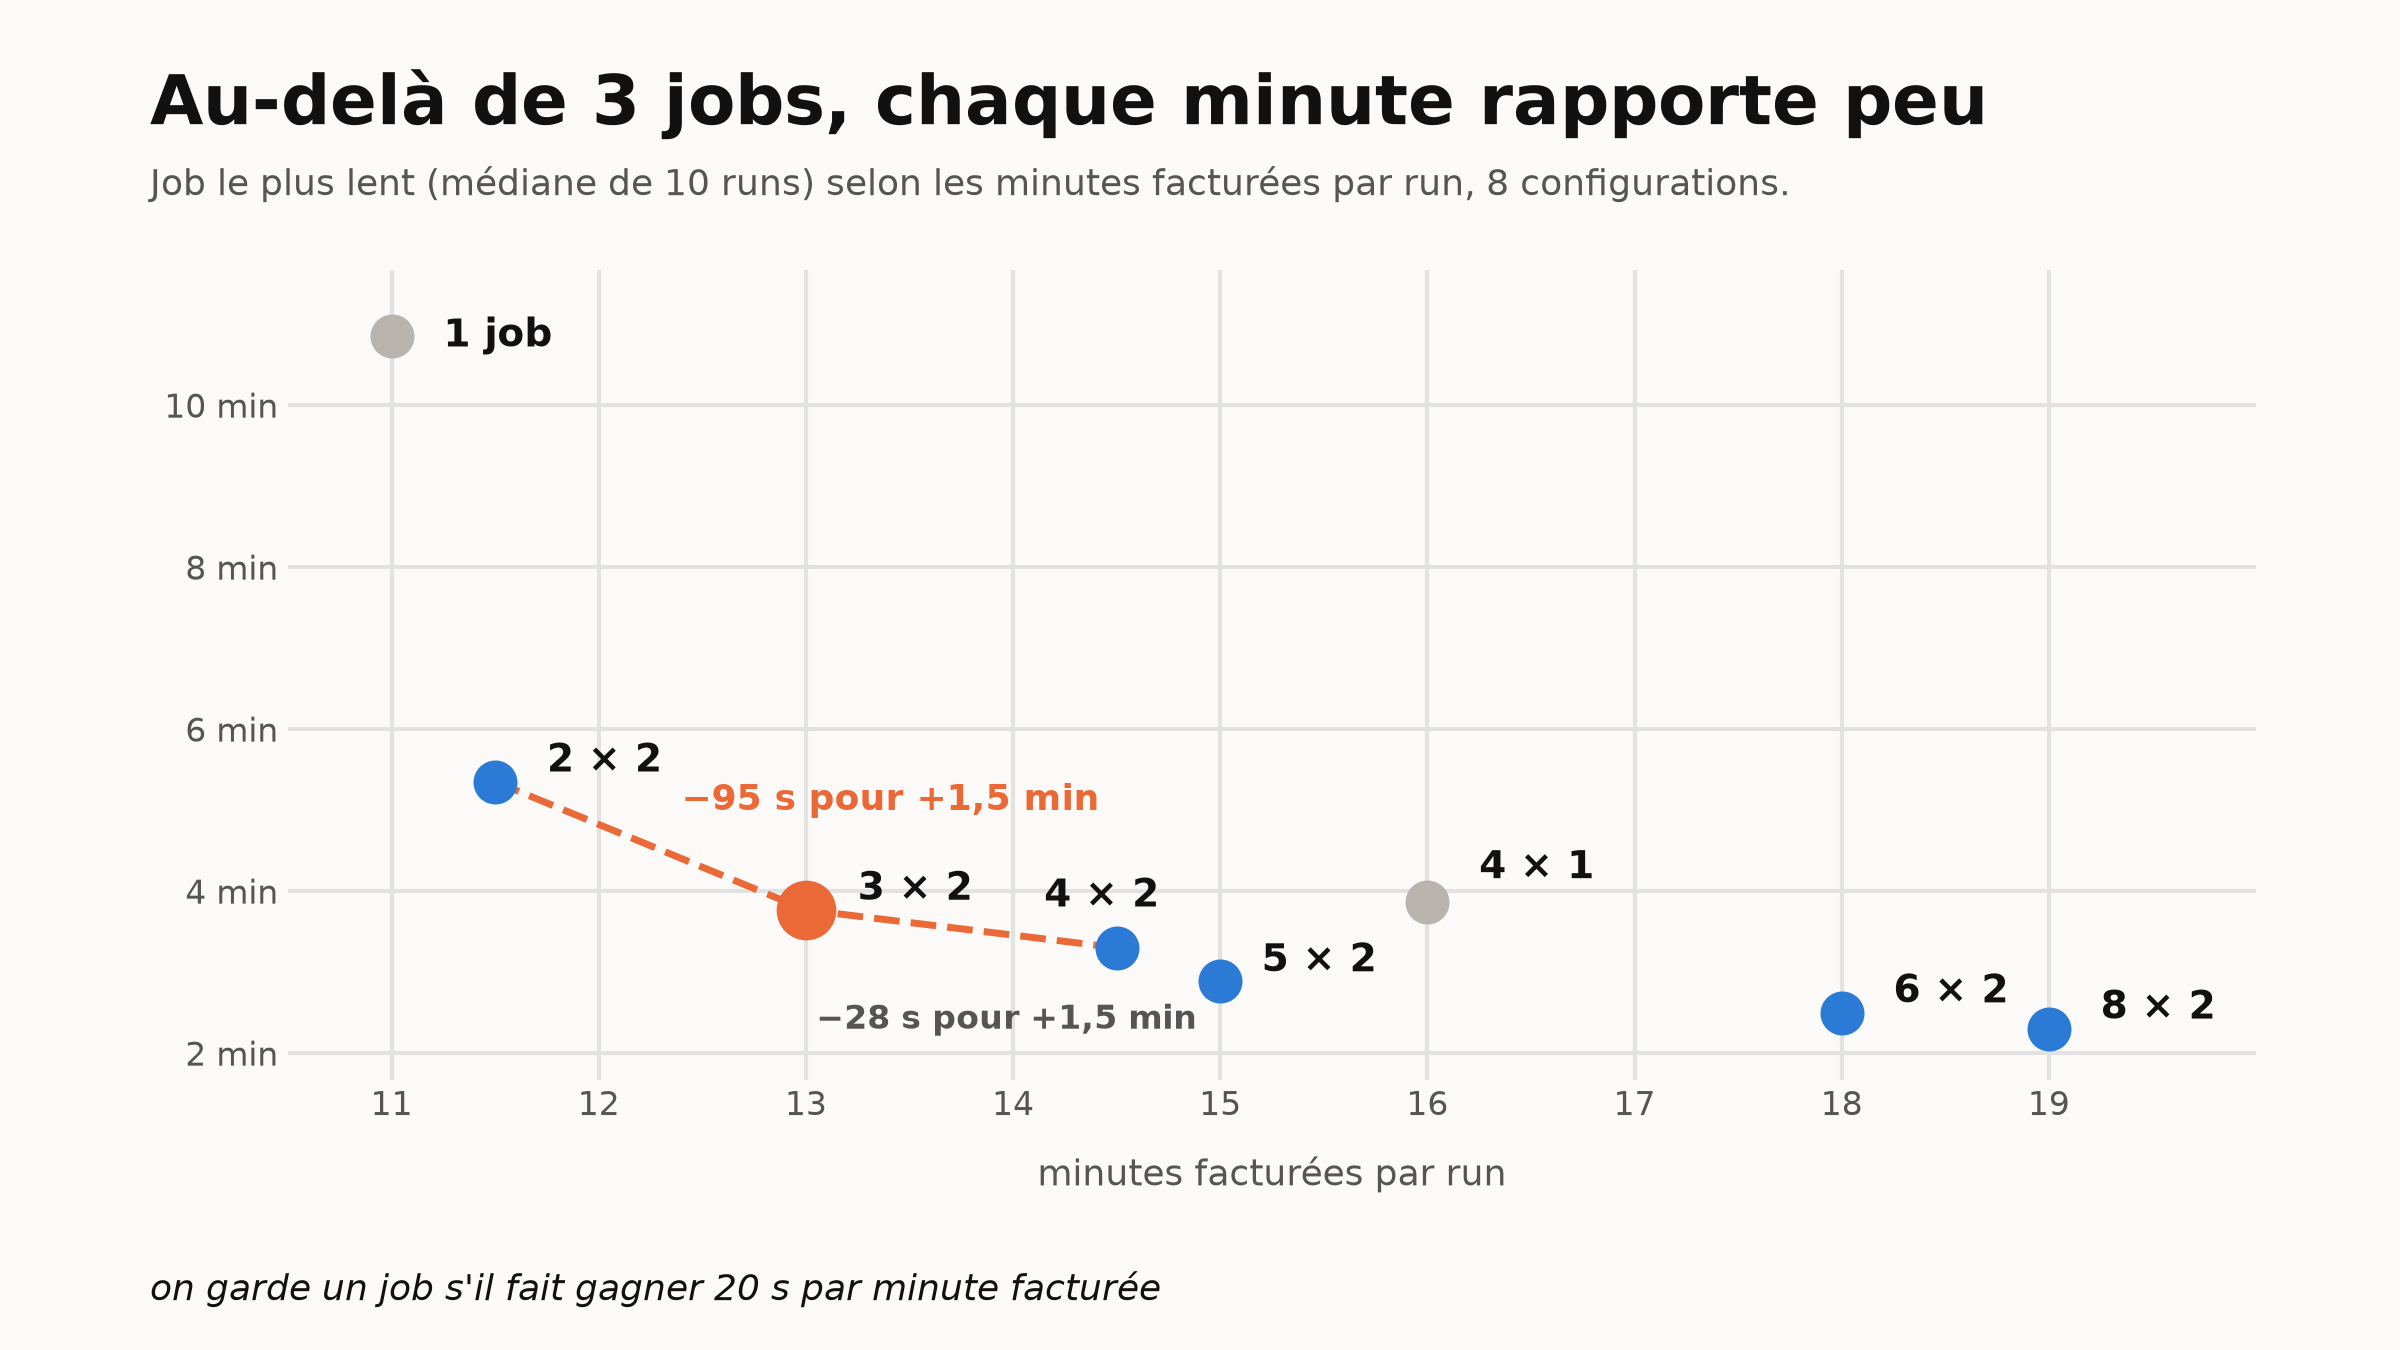 Au-delà de 3 jobs, chaque minute rapporte peu
Job le plus lent (médiane de 10 runs) selon les minutes facturées par run, 8 configurations.
1 job
10 min
8 min
6 min
2 × 2
−95 s pour +1,5 min
4 × 1
3 × 2
4 × 2
4 min
5 × 2
6 × 2
8 × 2
−28 s pour +1,5 min
2 min
11 12 13 14 15 16 17 18 19
minutes facturées par run
on garde un job s'il fait gagner 20 s par minute facturée